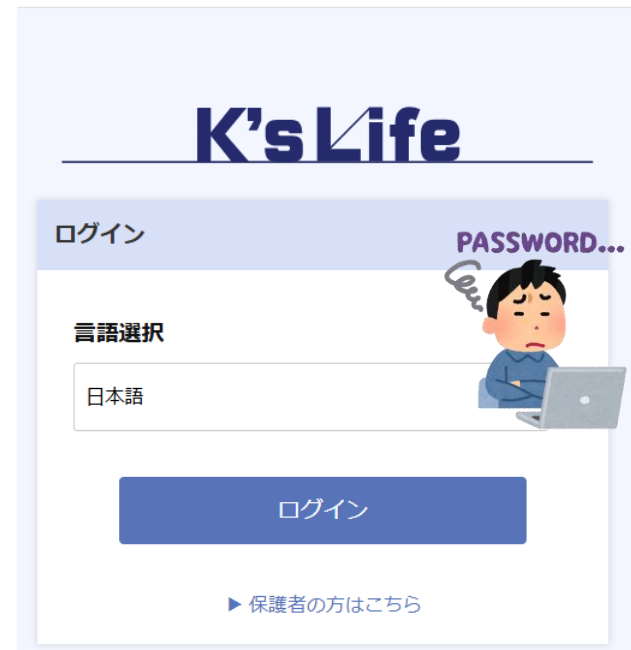 K's Life
ログイン
PASSWORD...
言語選択
日本語
ログイン
▶ 保護者の方はこちら